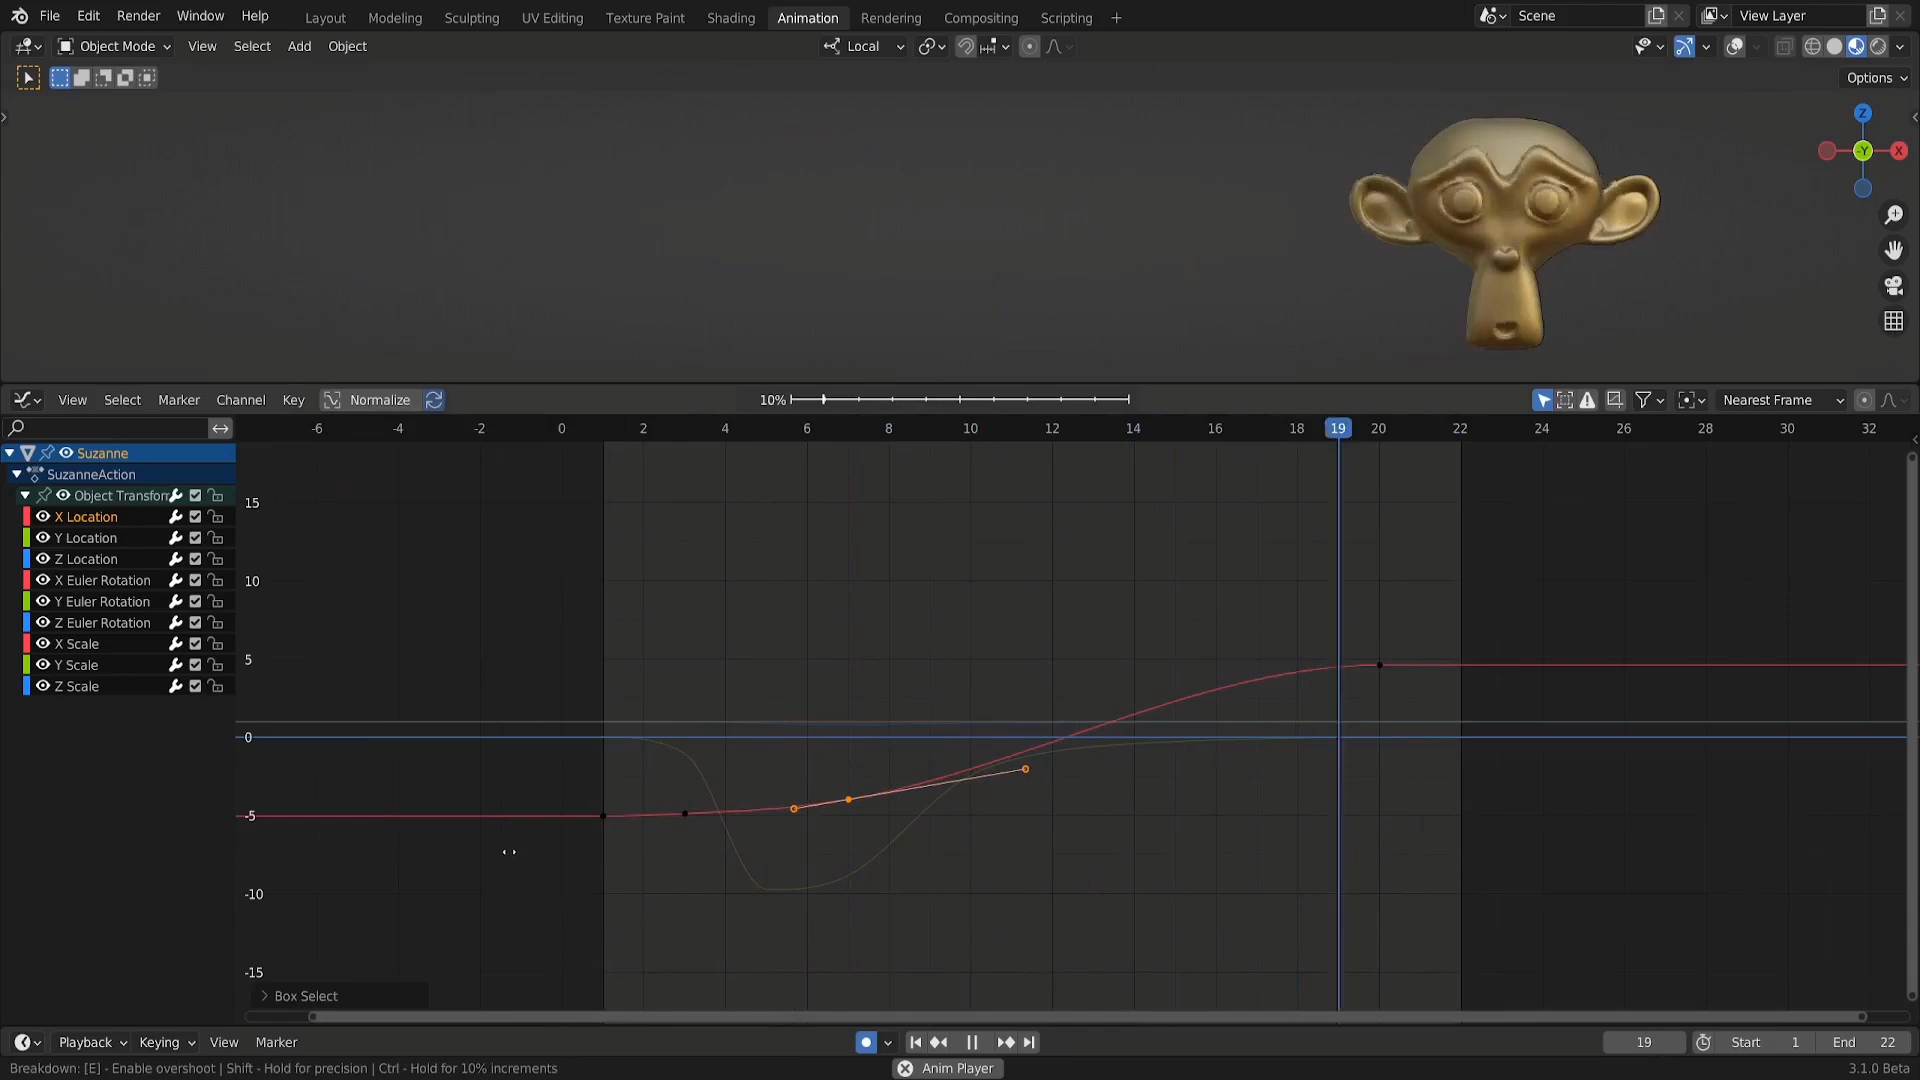 File Edit Render Window Help Layout Modeling Sculpting UV Editing Texture Paint Shading Animation Rendering Compositing Scripting + Scene View Layer
Object Mode View Select Add Object Local
Options
Z
-Y X
View Select Marker Channel Key Normalize 10% Nearest Frame
-6 -4 -2 0 2 4 6 8 10 12 14 16 18 19 20 22 24 26 28 30 32
Suzanne
SuzanneAction
Object Transforr
15
X Location
Y Location
Z Location
X Euler Rotation
10
Y Euler Rotation
Z Euler Rotation
X Scale
5
Y Scale
Z Scale
0
-5
-10
-15
Box Select
Playback Keying View Marker 19 Start 1 End 22
Breakdown: [E] - Enable overshoot | Shift - Hold for precision | Ctrl - Hold for 10% increments Anim Player 3.1.0 Beta